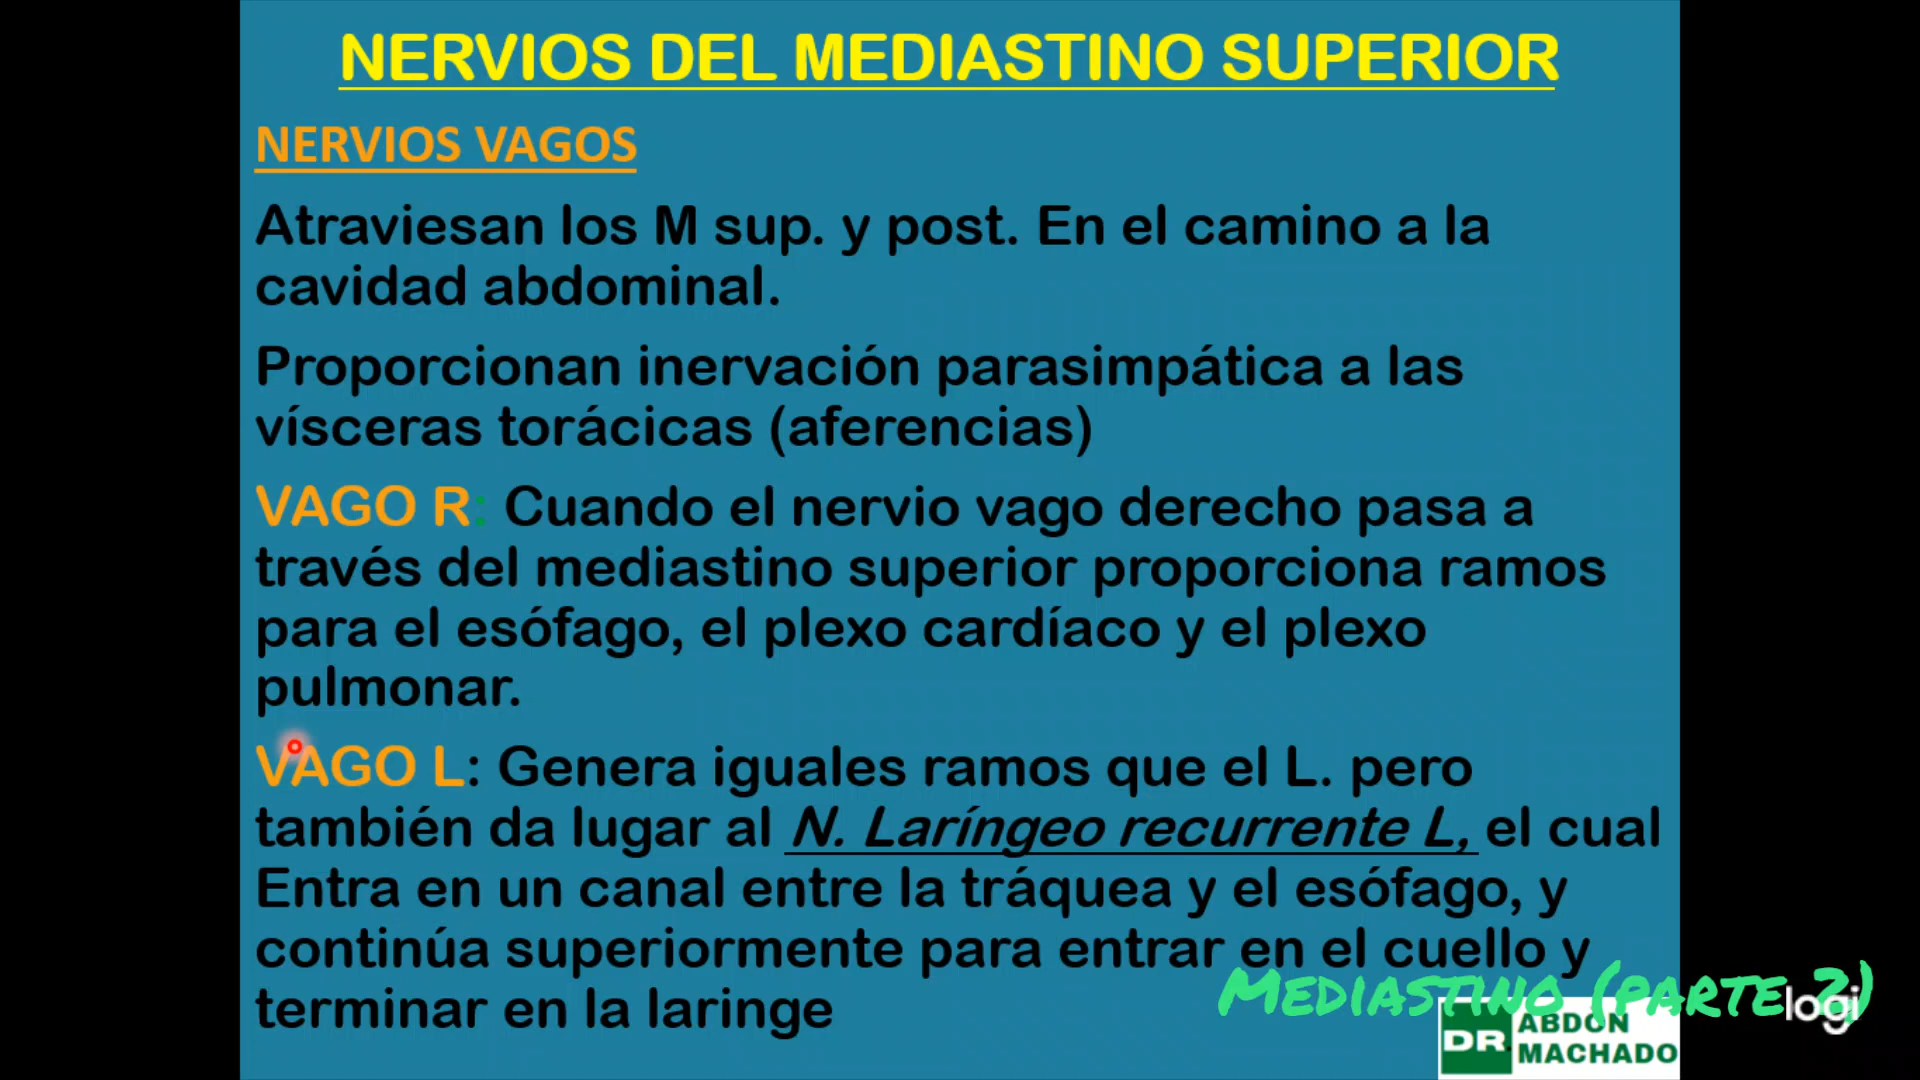 NERVIOS DEL MEDIASTINO SUPERIOR
NERVIOS VAGOS
Atraviesan los M sup. y post. En el camino a la
cavidad abdominal.
Proporcionan inervación parasimpática a las
vísceras torácicas (aferencias)
VAGO R: Cuando el nervio vago derecho pasa a
través del mediastino superior proporciona ramos
para el esófago, el plexo cardíaco y el plexo
pulmonar.
VAGO L: Genera iguales ramos que el L. pero
también da lugar al N. Laríngeo recurrente L, el cual
Entra en un canal entre la tráquea y el esófago, y
continúa superiormente para entrar en el cuello y
terminar en la laringe
Mediastino (parte 2)
logi
DR. ABDON
MACHADO